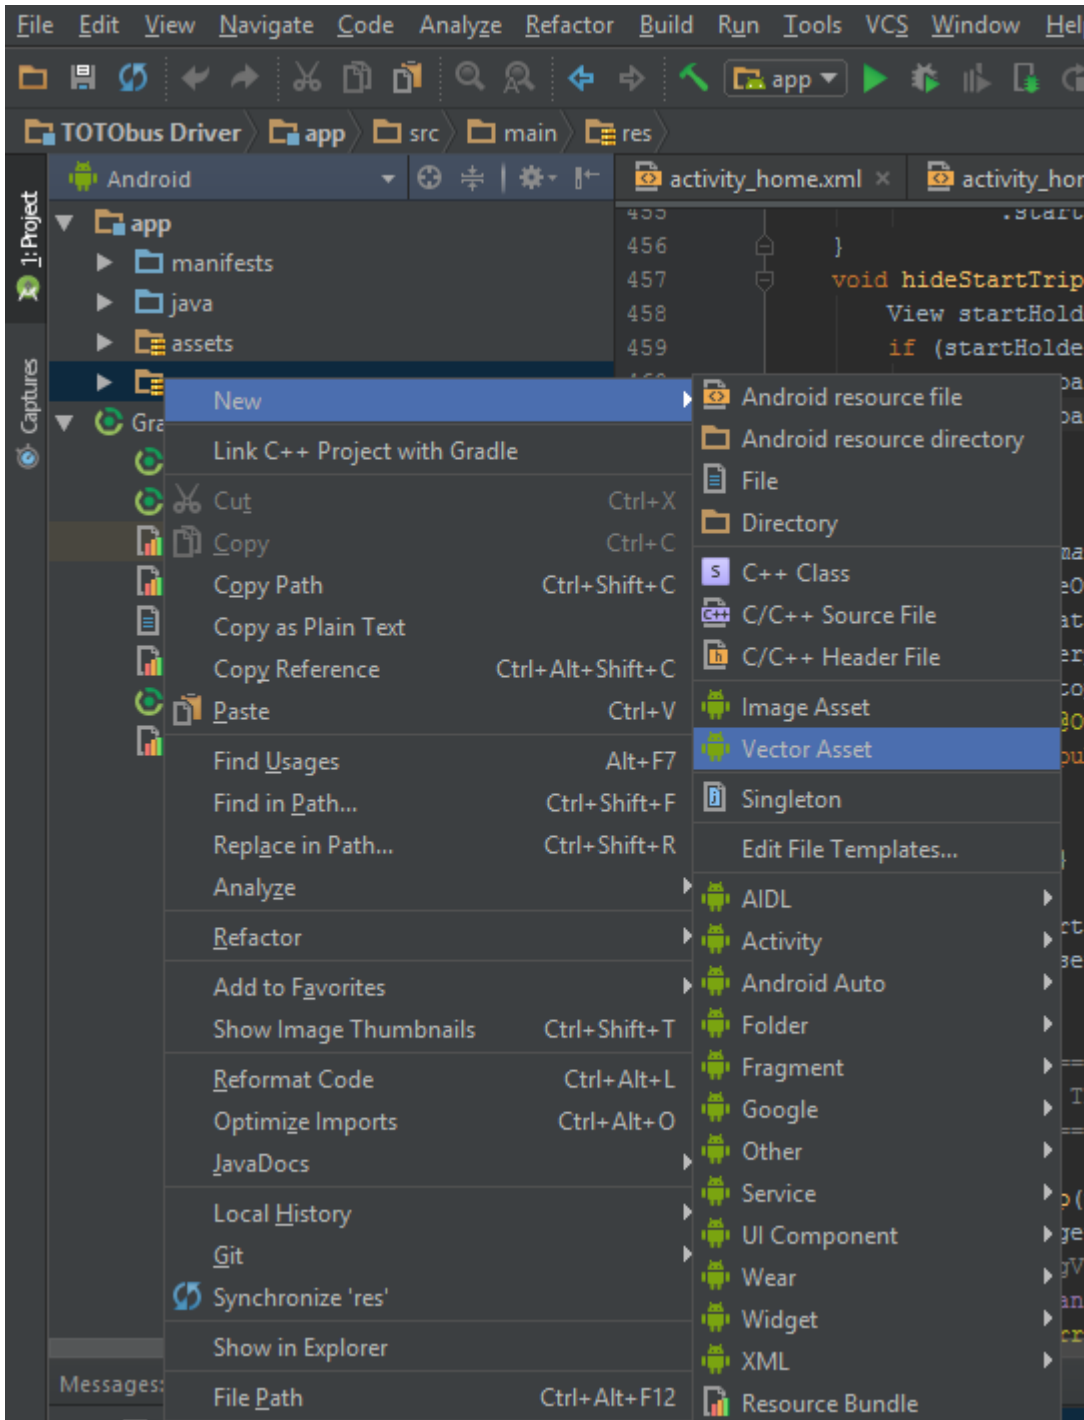 File Edit View Navigate Code Analyze Refactor Build Run Tools VCS Window Hel
app
TOTObus Driver app src main res
Android
activity_home.xml activity_hor
1: Project
Captures
app
manifests
java
assets
Gra
455 .start
456 }
457 void hideStartTrip
458 View startHold
459 if (startHolde
New
Link C++ Project with Gradle
Cut Ctrl+X
Copy Ctrl+C
Copy Path Ctrl+Shift+C
Copy as Plain Text
Copy Reference Ctrl+Alt+Shift+C
Paste Ctrl+V
Find Usages Alt+F7
Find in Path... Ctrl+Shift+F
Replace in Path... Ctrl+Shift+R
Analyze
Refactor
Add to Favorites
Show Image Thumbnails Ctrl+Shift+T
Reformat Code Ctrl+Alt+L
Optimize Imports Ctrl+Alt+O
JavaDocs
Local History
Git
Synchronize 'res'
Show in Explorer
File Path Ctrl+Alt+F12
Android resource file
Android resource directory
File
Directory
C++ Class
C/C++ Source File
C/C++ Header File
Image Asset
Vector Asset
Singleton
Edit File Templates...
AIDL
Activity
Android Auto
Folder
Fragment
Google
Other
Service
UI Component
Wear
Widget
XML
Resource Bundle
Messages: